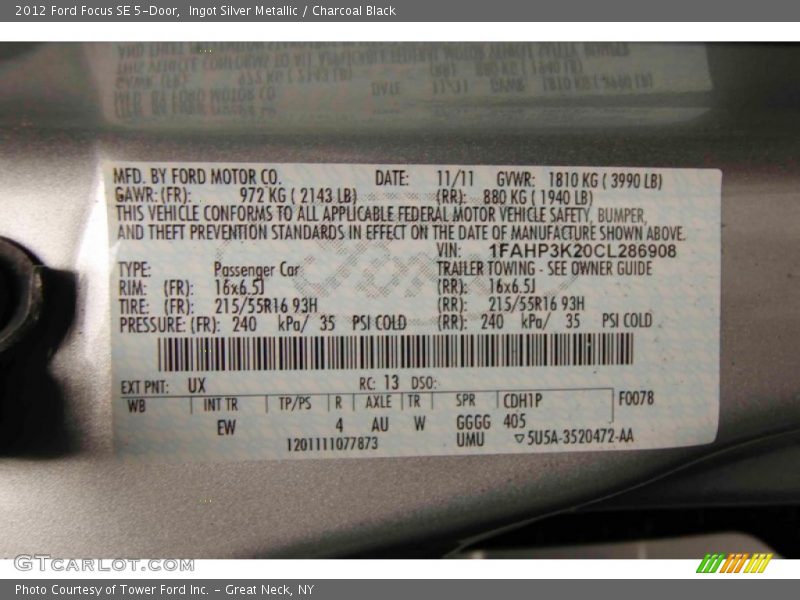 2012 Ford Focus SE 5-Door, Ingot Silver Metallic / Charcoal Black
MFD. BY FORD MOTOR CO. DATE: 11/11 GVWR: 1810 KG ( 3990 LB)
GAWR: (FR): 972 KG ( 2143 LB) (RR): 880 KG ( 1940 LB)
THIS VEHICLE CONFORMS TO ALL APPLICABLE FEDERAL MOTOR VEHICLE SAFETY, BUMPER,
AND THEFT PREVENTION STANDARDS IN EFFECT ON THE DATE OF MANUFACTURE SHOWN ABOVE.
VIN: 1FAHP3K20CL286908
TYPE: Passenger Car TRAILER TOWING - SEE OWNER GUIDE
RIM: (FR): 16x6.5J (RR): 16x6.5J
TIRE: (FR): 215/55R16 93H (RR): 215/55R16 93H
PRESSURE: (FR): 240 kPa/ 35 PSI COLD (RR): 240 kPa/ 35 PSI COLD
EXT PNT: UX RC: 13 DSO:
WB INT TR TP/PS R AXLE TR SPR CDH1P F0078
EW 4 AU W GGGG 405
1201111077873 UMU ▽5U5A-3520472-AA
GTCARLOT.COM
Photo Courtesy of Tower Ford Inc. - Great Neck, NY